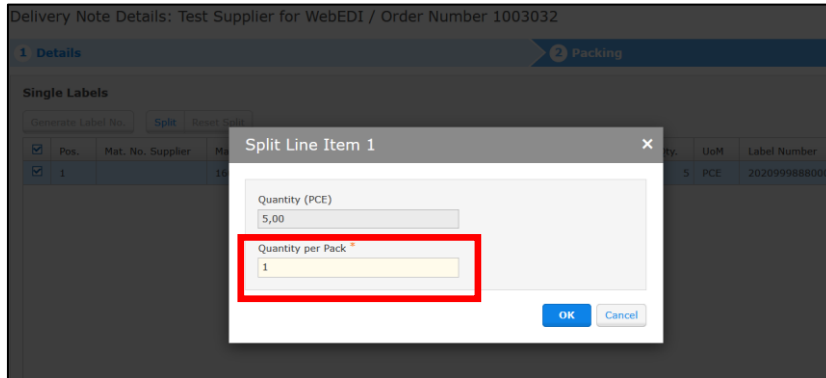 Delivery Note Details: Test Supplier for WebEDI / Order Number 1003032
1 Details
2 Packing
Single Labels
Generate Label No. Split Reset Split
Pos. Mat. No. Supplier Ma ty. UoM Label Number
1 16 5 PCE 202099988800
Split Line Item 1 ×
Quantity (PCE)
5,00
Quantity per Pack *
1
OK Cancel